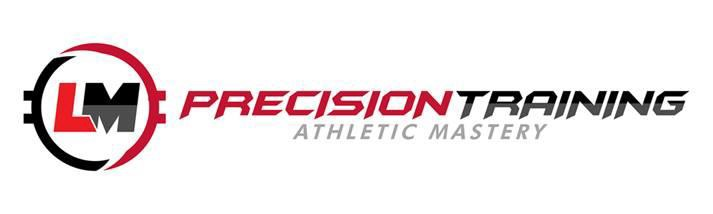 LM
PRECISIONTRAINING
ATHLETIC MASTERY